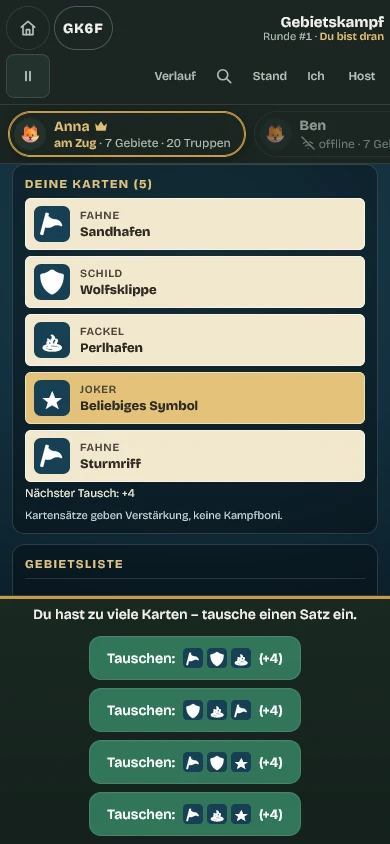 GK6F
Gebietskampf
Runde #1 · Du bist dran
Verlauf
Stand
Ich
Host
Anna
am Zug · 7 Gebiete · 20 Truppen
Ben
offline · 7 Ge
DEINE KARTEN (5)
FAHNE
Sandhafen
SCHILD
Wolfsklippe
FACKEL
Perlhafen
JOKER
Beliebiges Symbol
FAHNE
Sturmriff
Nächster Tausch: +4
Kartensätze geben Verstärkung, keine Kampfboni.
GEBIETSLISTE
Du hast zu viele Karten – tausche einen Satz ein.
Tauschen: (+4)
Tauschen: (+4)
Tauschen: (+4)
Tauschen: (+4)